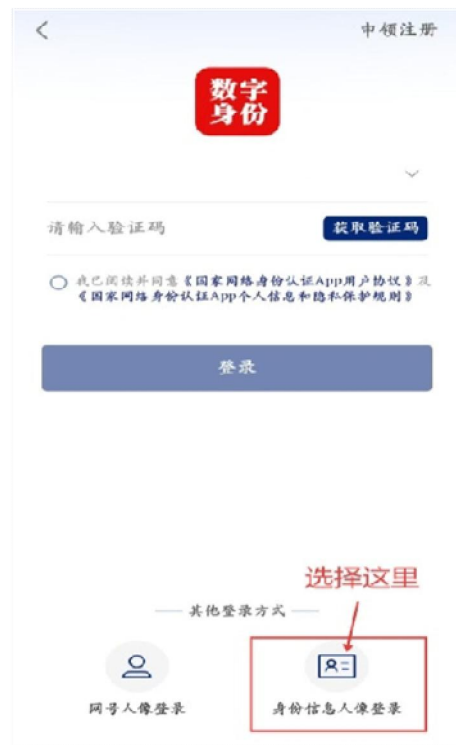 申领注册
数字
身份
请输入验证码
获取验证码
我已阅读并同意《国家网络身份认证App用户协议》及
《国家网络身份认证App个人信息和隐私保护规则》
登录
选择这里
其他登录方式
网号人像登录
身份信息人像登录